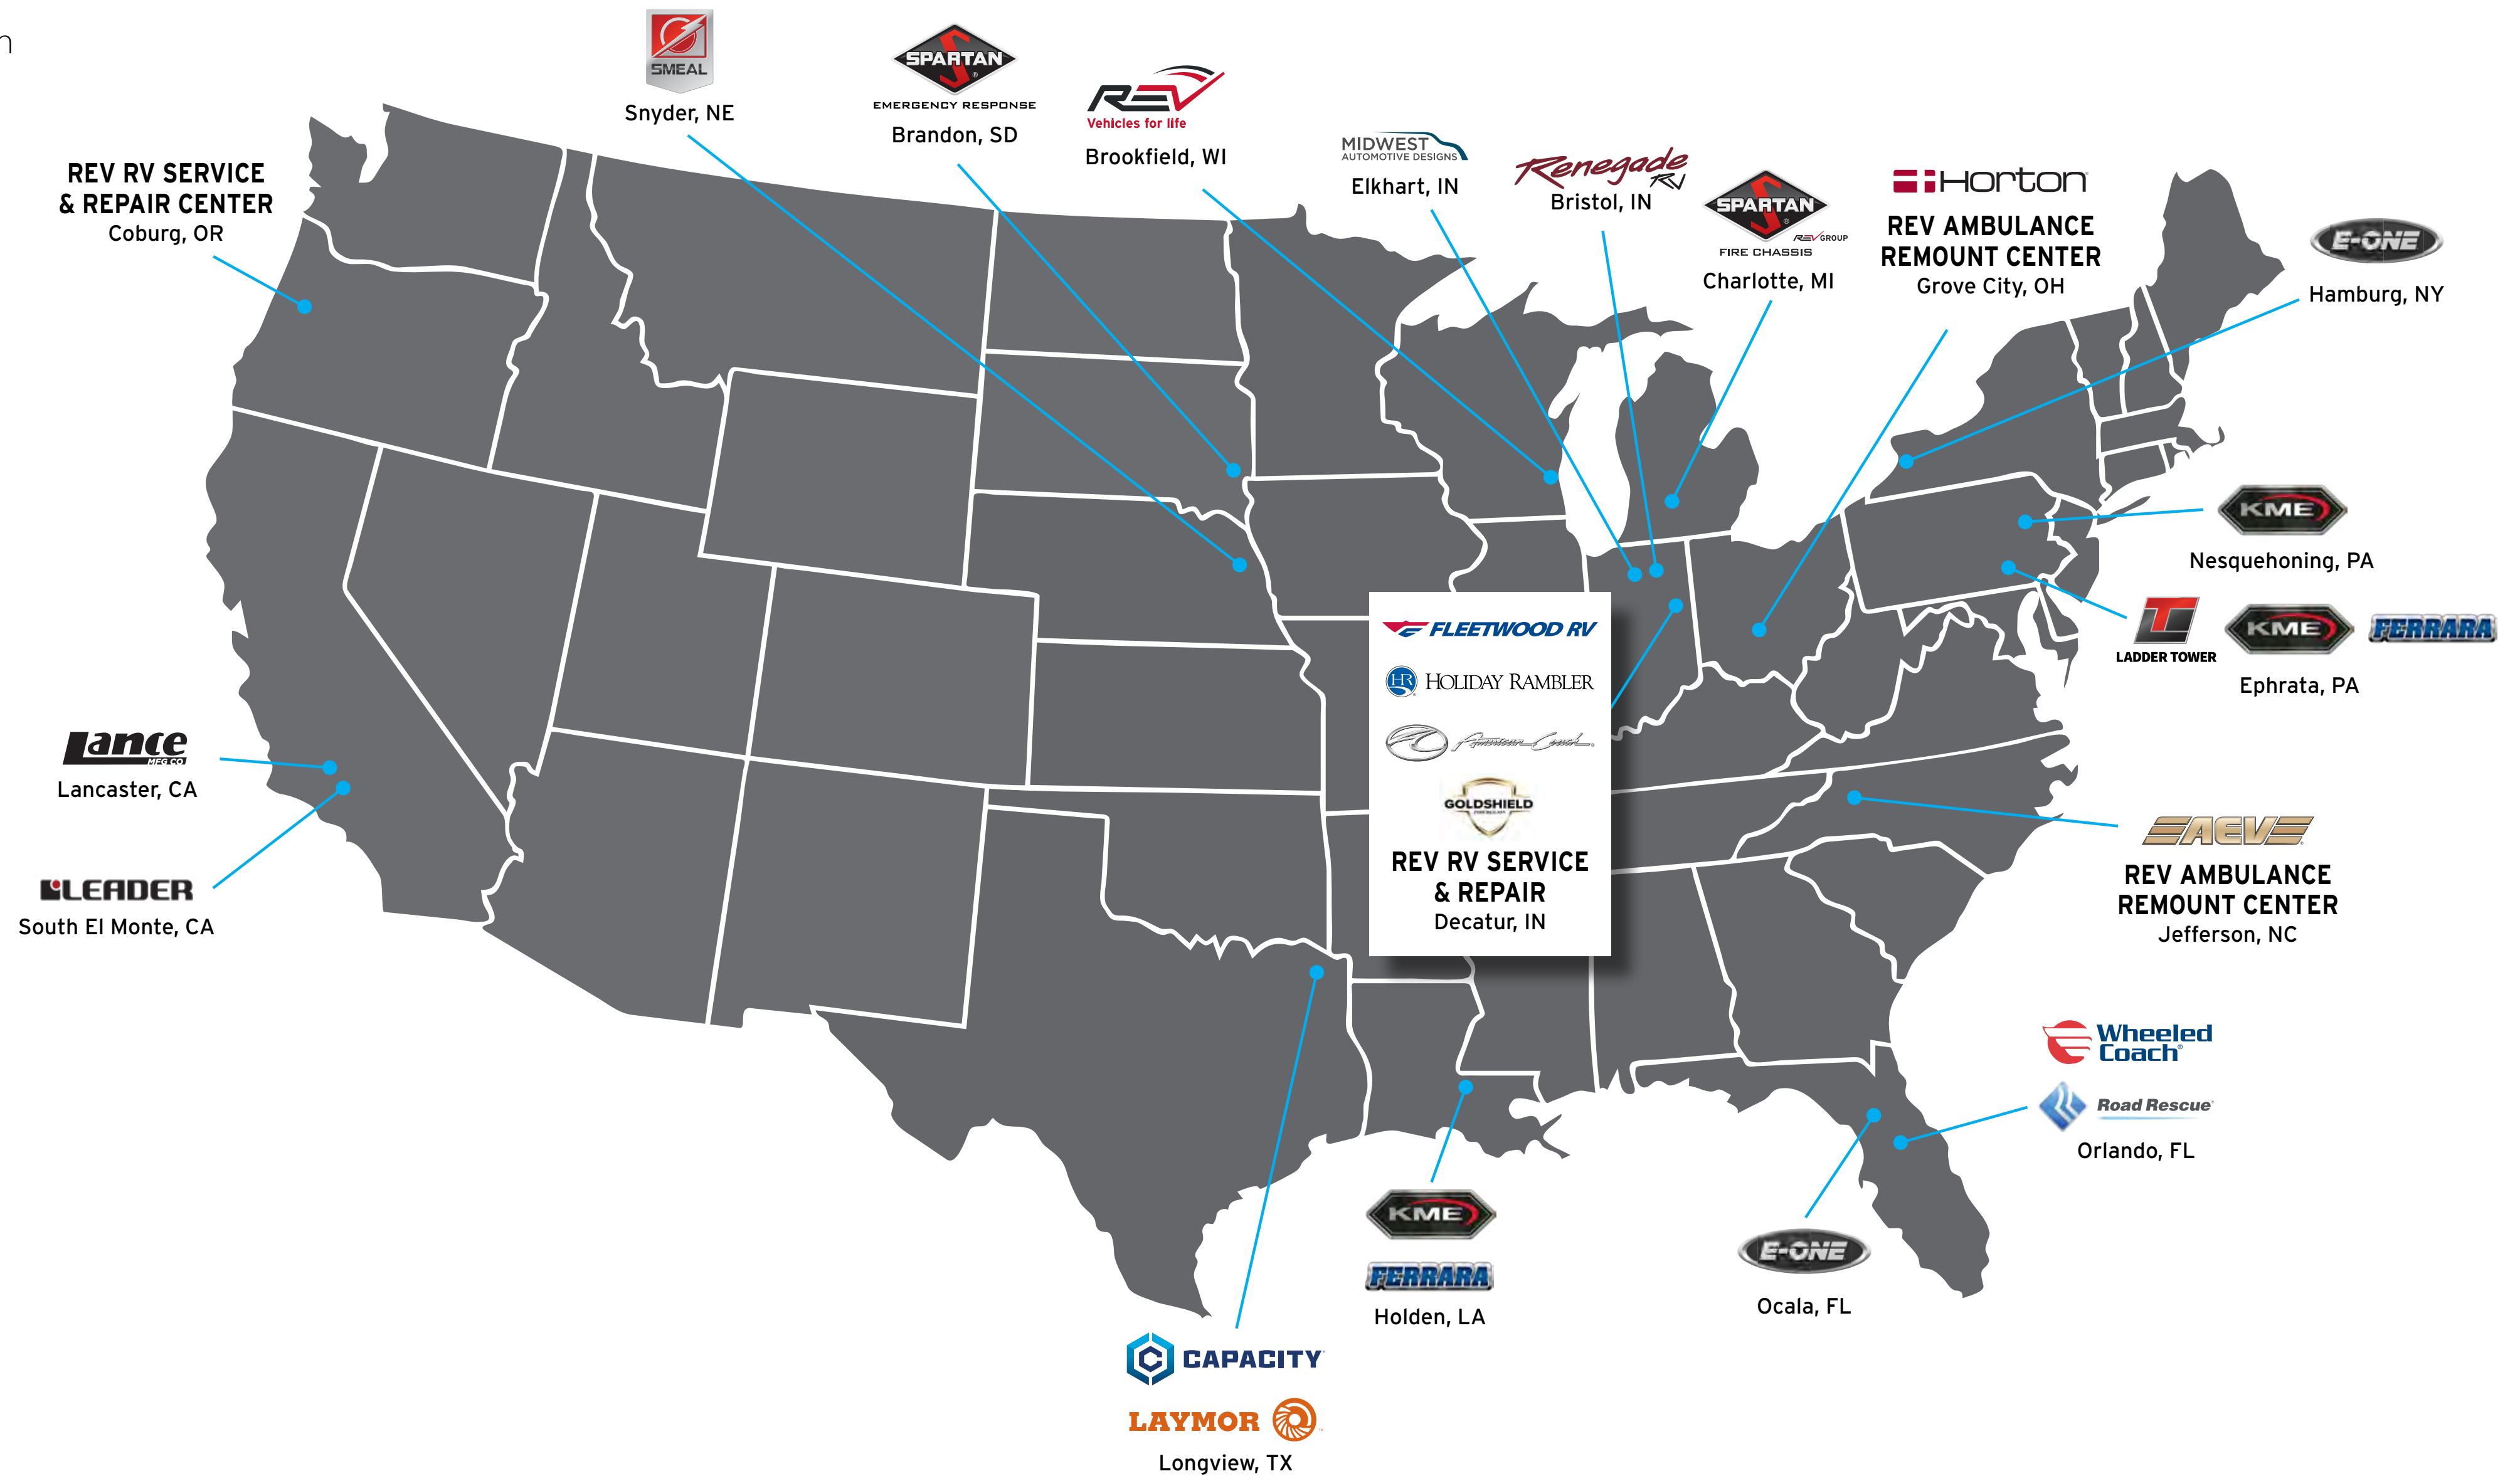 n
SMEAL
Snyder, NE
SPARTAN
®
EMERGENCY RESPONSE
Brandon, SD
REV
Vehicles for life
Brookfield, WI
MIDWEST
AUTOMOTIVE DESIGNS
Elkhart, IN
Renegade
RV
Bristol, IN
SPARTAN
®
REV GROUP
FIRE CHASSIS
Charlotte, MI
Horton
REV AMBULANCE
REMOUNT CENTER
Grove City, OH
E-ONE
Hamburg, NY
REV RV SERVICE
& REPAIR CENTER
Coburg, OR
KME
Nesquehoning, PA
LADDER TOWER
KME
FERRARA
Ephrata, PA
FLEETWOOD RV
HR HOLIDAY RAMBLER
American Coach
GOLDSHIELD
REV RV SERVICE
& REPAIR
Decatur, IN
Lance
MFG CO
Lancaster, CA
LEADER
South El Monte, CA
AEV
REV AMBULANCE
REMOUNT CENTER
Jefferson, NC
Wheeled
Coach®
Road Rescue
Orlando, FL
E-ONE
Ocala, FL
KME
FERRARA
Holden, LA
CAPACITY
LAYMOR
Longview, TX